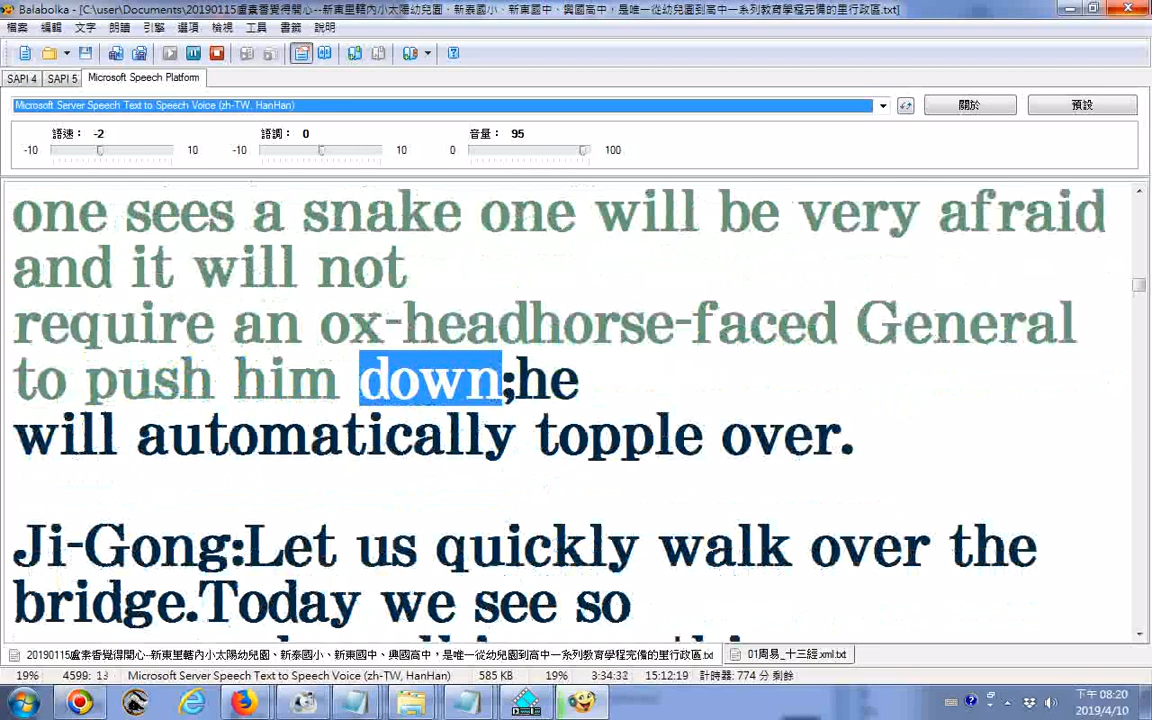 Balabolka - [C:\user\Documents\20190115盧素香覺得開心--新東里轄內小太陽幼兒園、新泰國小、新東國中、興國高中，是唯一從幼兒園到高中一系列教育學程完備的里行政區.txt]
檔案 編輯 文字 朗讀 引擎 選項 檢視 工具 書籤 說明
SAPI 4 SAPI 5 Microsoft Speech Platform
Microsoft Server Speech Text to Speech Voice (zh-TW, HanHan) 關於 預設
語速： -2 語調： 0 音量： 95
-10 10 -10 10 0 100
one sees a snake one will be very afraid
and it will not
require an ox-headhorse-faced General
to push him down;he
will automatically topple over.
Ji-Gong:Let us quickly walk over the
bridge.Today we see so
20190115盧素香覺得開心--新東里轄內小太陽幼兒園、新泰國小、新東國中、興國高中，是唯一從幼兒園到高中一系列教育學程完備的里行政區.txt 01周易_十三經.xml.txt
19% 4599: 13 Microsoft Server Speech Text to Speech Voice (zh-TW, HanHan) 585 KB 19% 3:34:32 15:12:19 計時器: 774 分 剩餘
下午 08:20
2019/4/10